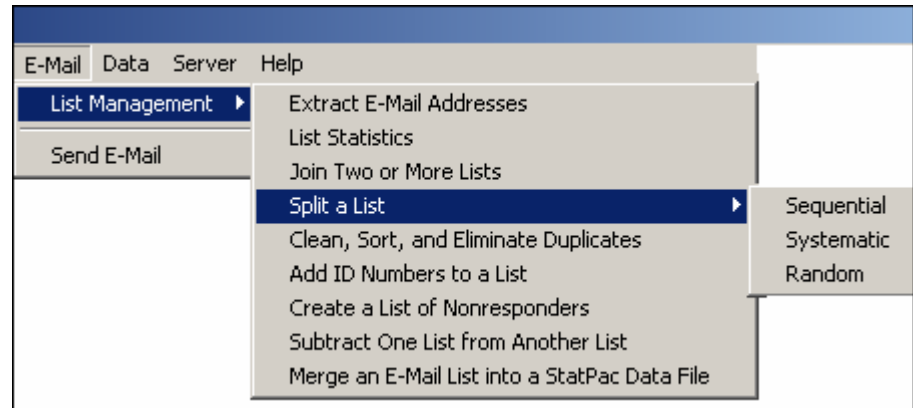 E-Mail Data Server Help
List Management
Send E-Mail
Extract E-Mail Addresses
List Statistics
Join Two or More Lists
Split a List
Clean, Sort, and Eliminate Duplicates
Add ID Numbers to a List
Create a List of Nonresponders
Subtract One List from Another List
Merge an E-Mail List into a StatPac Data File
Sequential
Systematic
Random